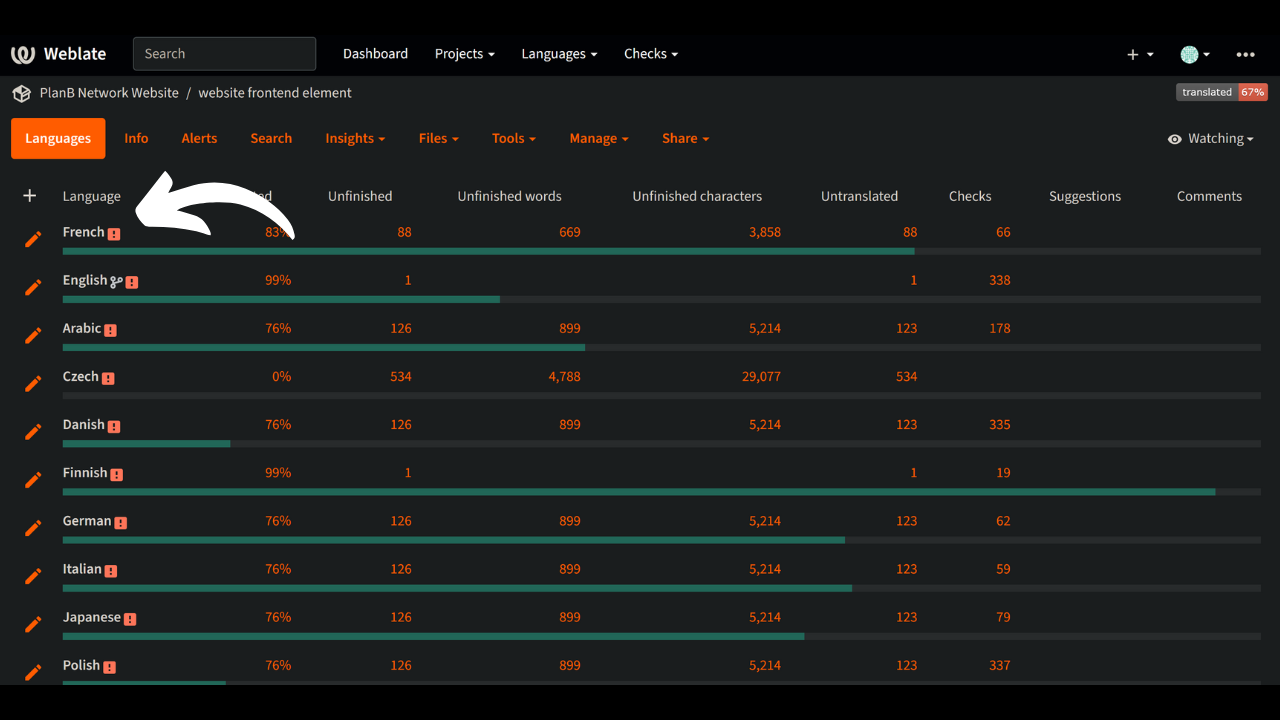 Weblate Search Dashboard Projects Languages Checks
PlanB Network Website / website frontend element translated 67%
Languages Info Alerts Search Insights Files Tools Manage Share Watching
Language Unfinished Unfinished words Unfinished characters Untranslated Checks Suggestions Comments
French 83% 88 669 3,858 88 66
English 99% 1 1 338
Arabic 76% 126 899 5,214 123 178
Czech 0% 534 4,788 29,077 534
Danish 76% 126 899 5,214 123 335
Finnish 99% 1 1 19
German 76% 126 899 5,214 123 62
Italian 76% 126 899 5,214 123 59
Japanese 76% 126 899 5,214 123 79
Polish 76% 126 899 5,214 123 337